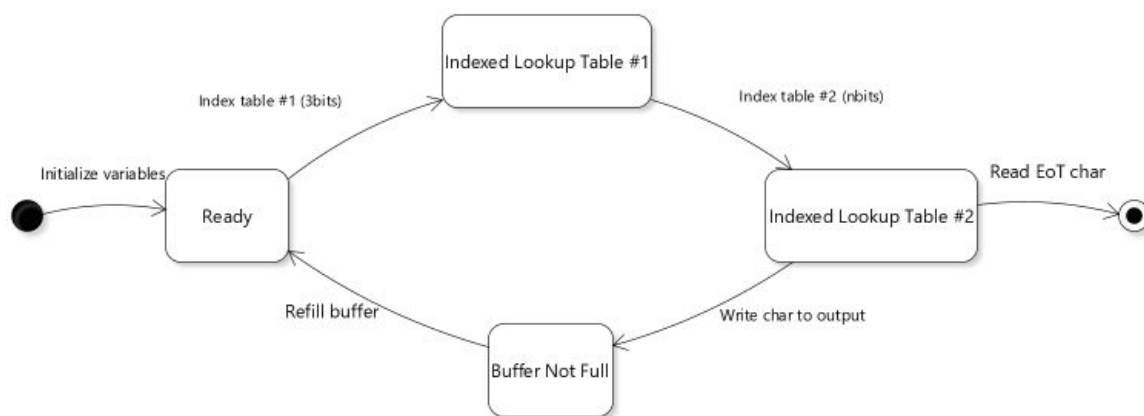 Indexed Lookup Table #1
Index table #1 (3bits)
Index table #2 (nbits)
Initialize variables
Ready
Indexed Lookup Table #2
Read EoT char
Refill buffer
Write char to output
Buffer Not Full